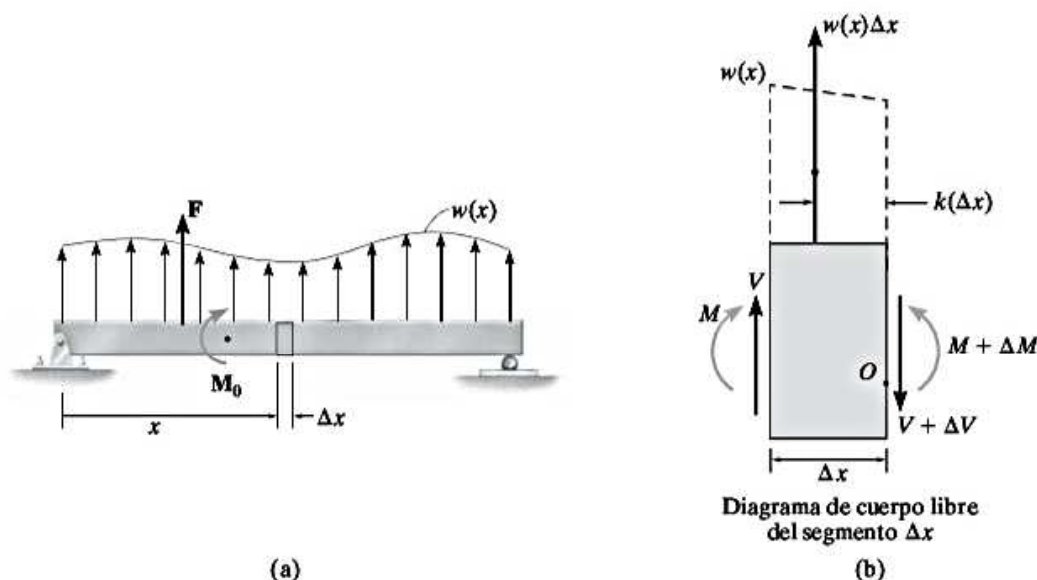 F
w(x)
M₀
x
Δx
(a)
w(x)Δx
w(x)
k(Δx)
V
M
M + ΔM
O
V + ΔV
Δx
Diagrama de cuerpo libre
del segmento Δx
(b)